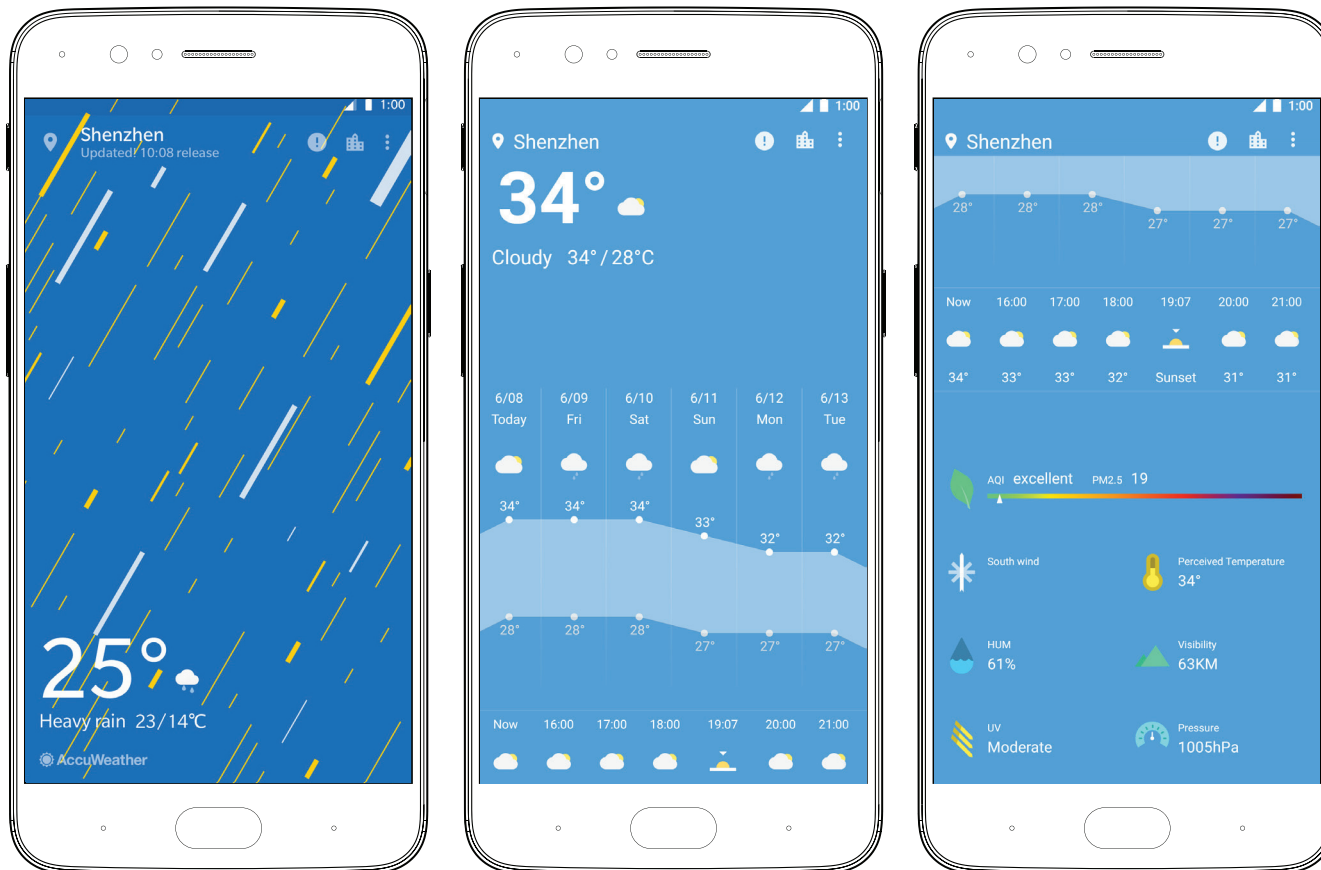 1:00
Shenzhen
Updated! 10:08 release
25°
Heavy rain 23/14℃
AccuWeather
1:00
Shenzhen
34°
Cloudy 34°/28°C
6/08 6/09 6/10 6/11 6/12 6/13
Today Fri Sat Sun Mon Tue
34° 34° 34° 33° 32° 32°
28° 28° 28° 27° 27° 27°
Now 16:00 17:00 18:00 19:07 20:00 21:00
1:00
Shenzhen
28° 28° 28° 27° 27° 27°
Now 16:00 17:00 18:00 19:07 20:00 21:00
34° 33° 33° 32° Sunset 31° 31°
AQI excellent PM2.5 19
South wind
Perceived Temperature
34°
HUM
61%
Visibility
63KM
UV
Moderate
Pressure
1005hPa